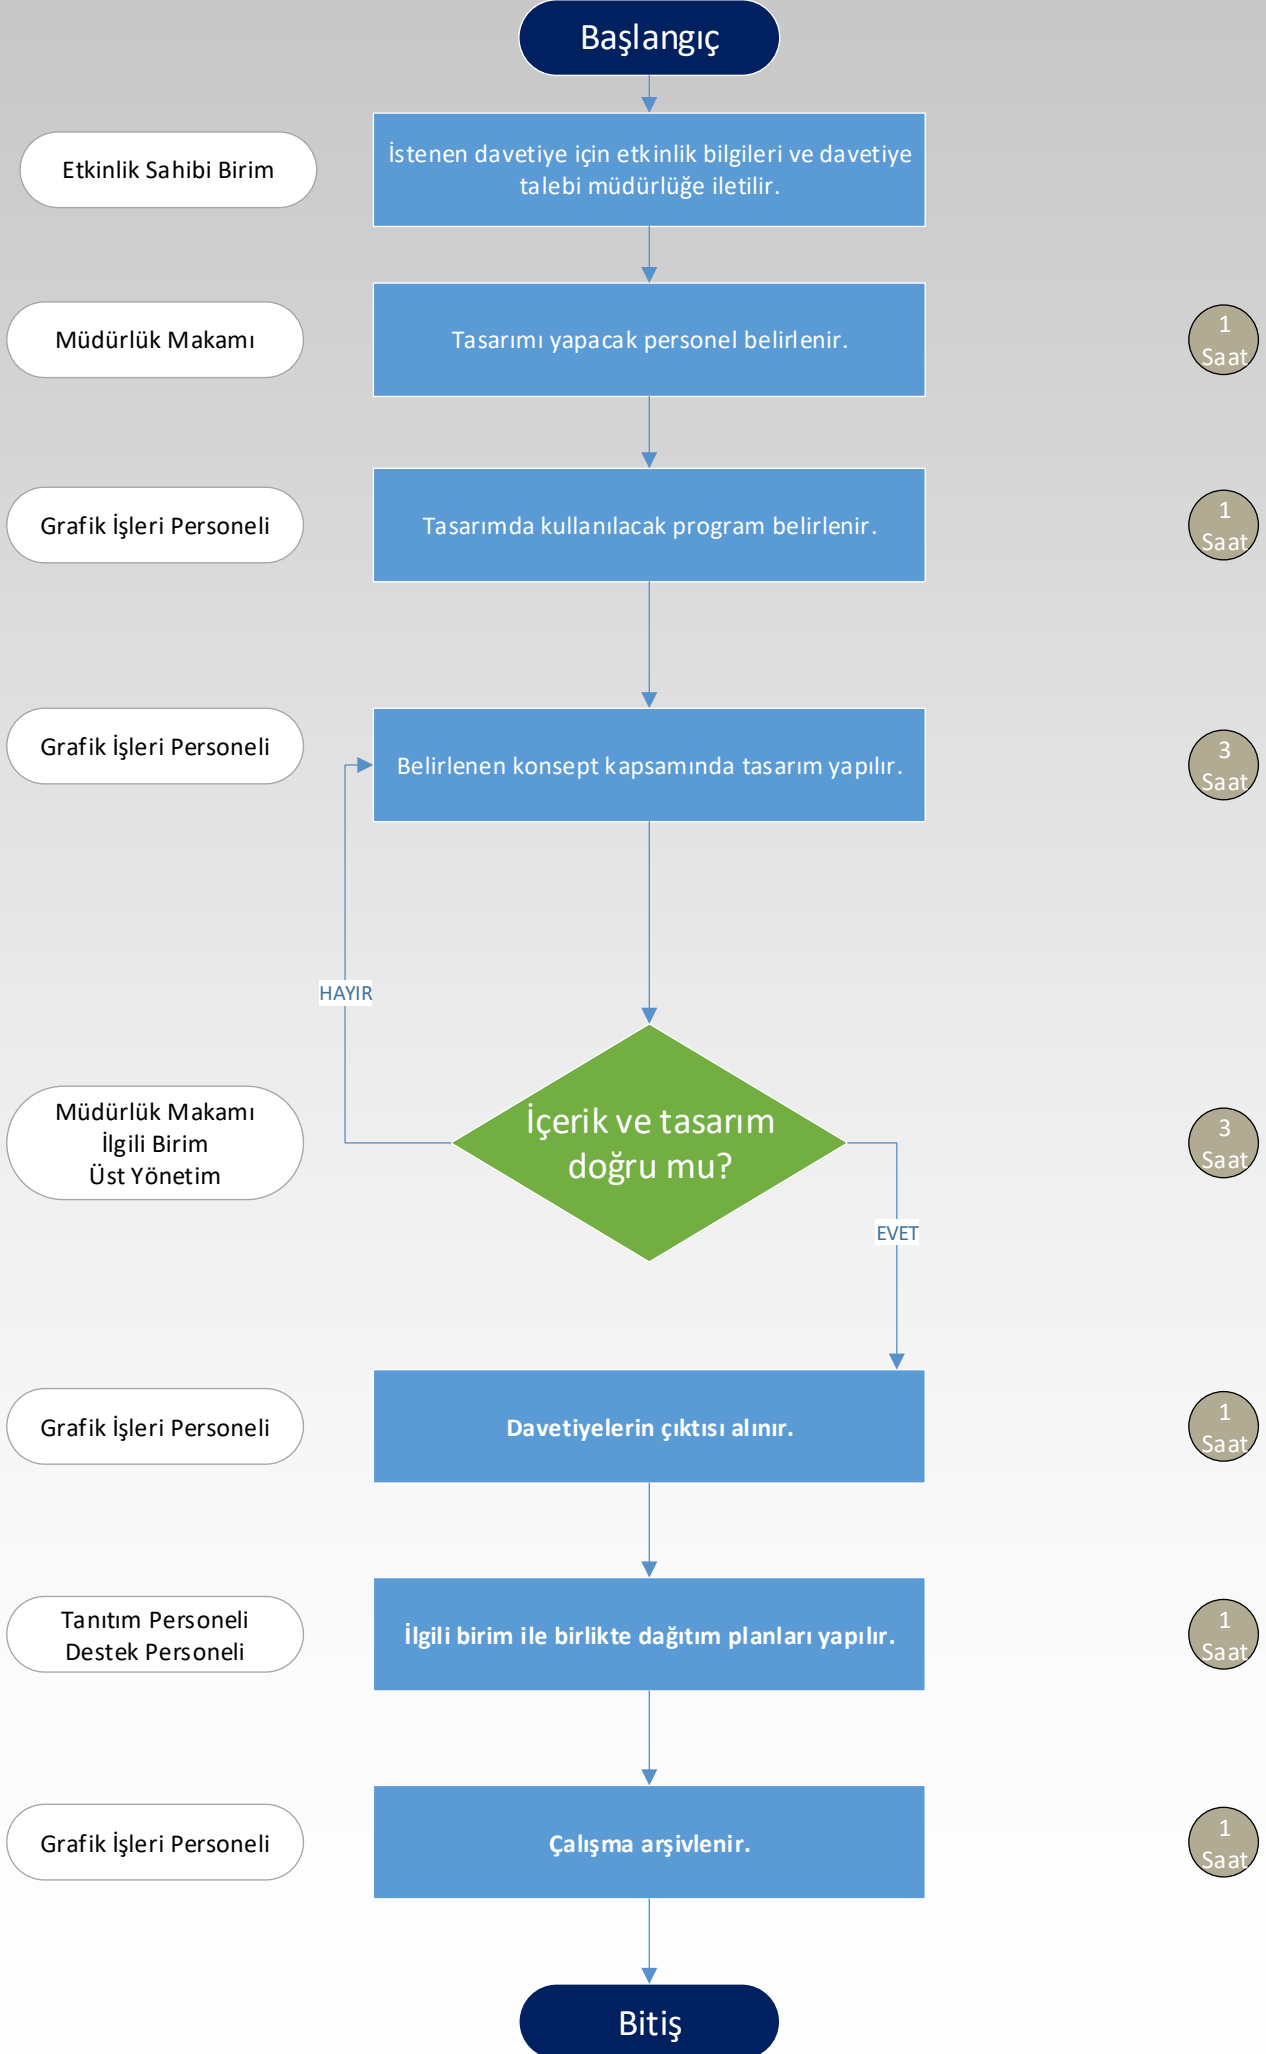 Başlangıç
Etkinlik Sahibi Birim
İstenen davetiye için etkinlik bilgileri ve davetiye
talebi müdürlüğe iletilir.
Müdürlük Makamı
Tasarımı yapacak personel belirlenir.
1
Saat
Grafik İşleri Personeli
Tasarımda kullanılacak program belirlenir.
1
Saat
Grafik İşleri Personeli
Belirlenen konsept kapsamında tasarım yapılır.
3
Saat
HAYIR
Müdürlük Makamı
İlgili Birim
Üst Yönetim
İçerik ve tasarım
doğru mu?
3
Saat
EVET
Grafik İşleri Personeli
Davetiyelerin çıktısı alınır.
1
Saat
Tanıtım Personeli
Destek Personeli
İlgili birim ile birlikte dağıtım planları yapılır.
1
Saat
Grafik İşleri Personeli
Çalışma arşivlenir.
1
Saat
Bitiş